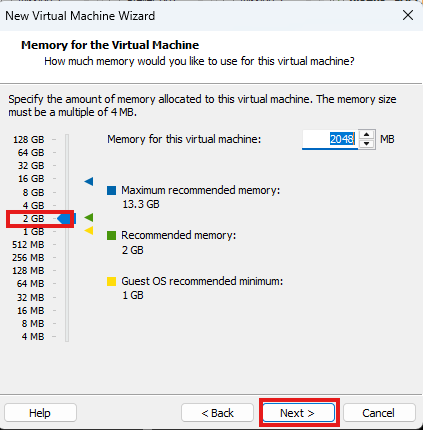 New Virtual Machine Wizard
Memory for the Virtual Machine
How much memory would you like to use for this virtual machine?
Specify the amount of memory allocated to this virtual machine. The memory size
must be a multiple of 4 MB.
128 GB
64 GB
32 GB
16 GB
8 GB
4 GB
2 GB
1 GB
512 MB
256 MB
128 MB
64 MB
32 MB
16 MB
8 MB
4 MB
Memory for this virtual machine: 2048 MB
Maximum recommended memory:
13.3 GB
Recommended memory:
2 GB
Guest OS recommended minimum:
1 GB
Help < Back Next > Cancel